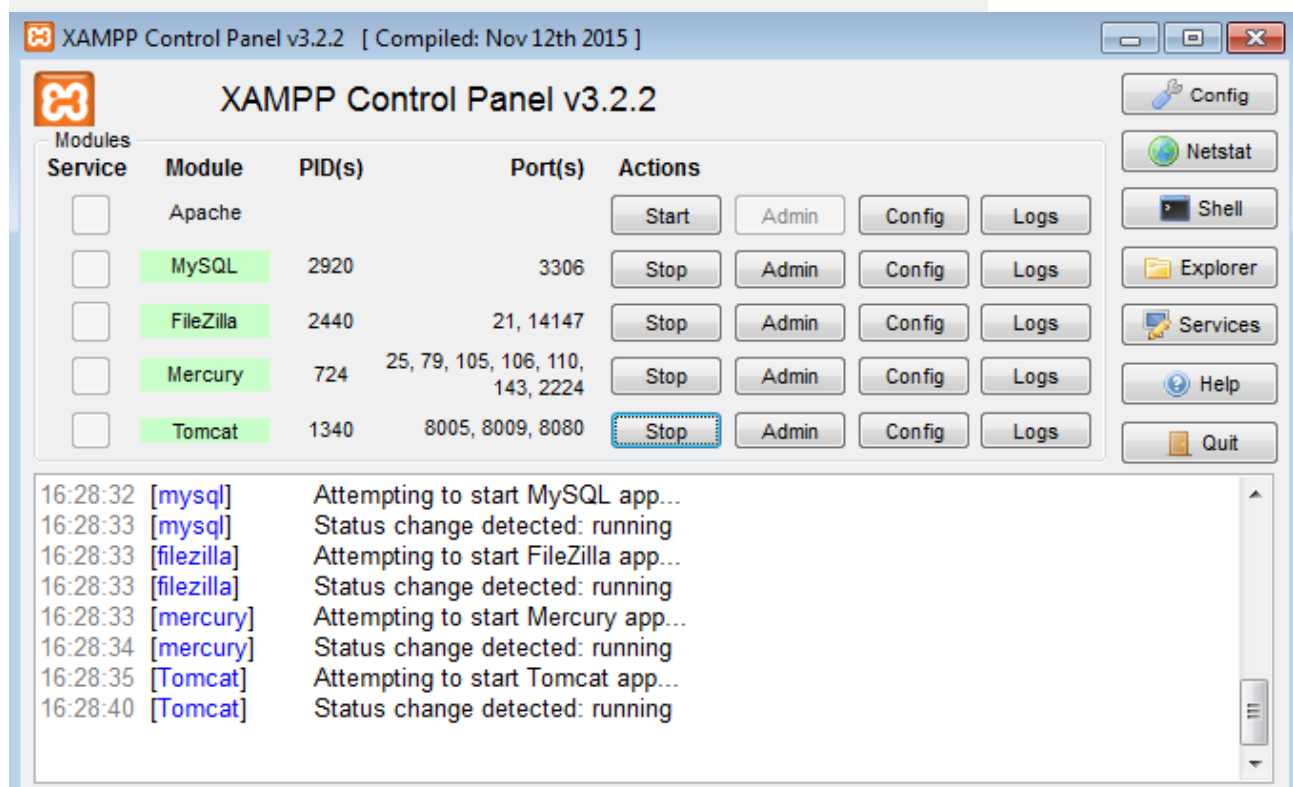 XAMPP Control Panel v3.2.2 [ Compiled: Nov 12th 2015 ]
XAMPP Control Panel v3.2.2
Config
Modules
Netstat
Service Module PID(s) Port(s) Actions
Shell
Apache Start Admin Config Logs
MySQL 2920 3306 Stop Admin Config Logs
Explorer
FileZilla 2440 21, 14147 Stop Admin Config Logs
Services
Mercury 724 25, 79, 105, 106, 110,
143, 2224 Stop Admin Config Logs
Help
Tomcat 1340 8005, 8009, 8080 Stop Admin Config Logs
Quit
16:28:32 [mysql] Attempting to start MySQL app...
16:28:33 [mysql] Status change detected: running
16:28:33 [filezilla] Attempting to start FileZilla app...
16:28:33 [filezilla] Status change detected: running
16:28:33 [mercury] Attempting to start Mercury app...
16:28:34 [mercury] Status change detected: running
16:28:35 [Tomcat] Attempting to start Tomcat app...
16:28:40 [Tomcat] Status change detected: running